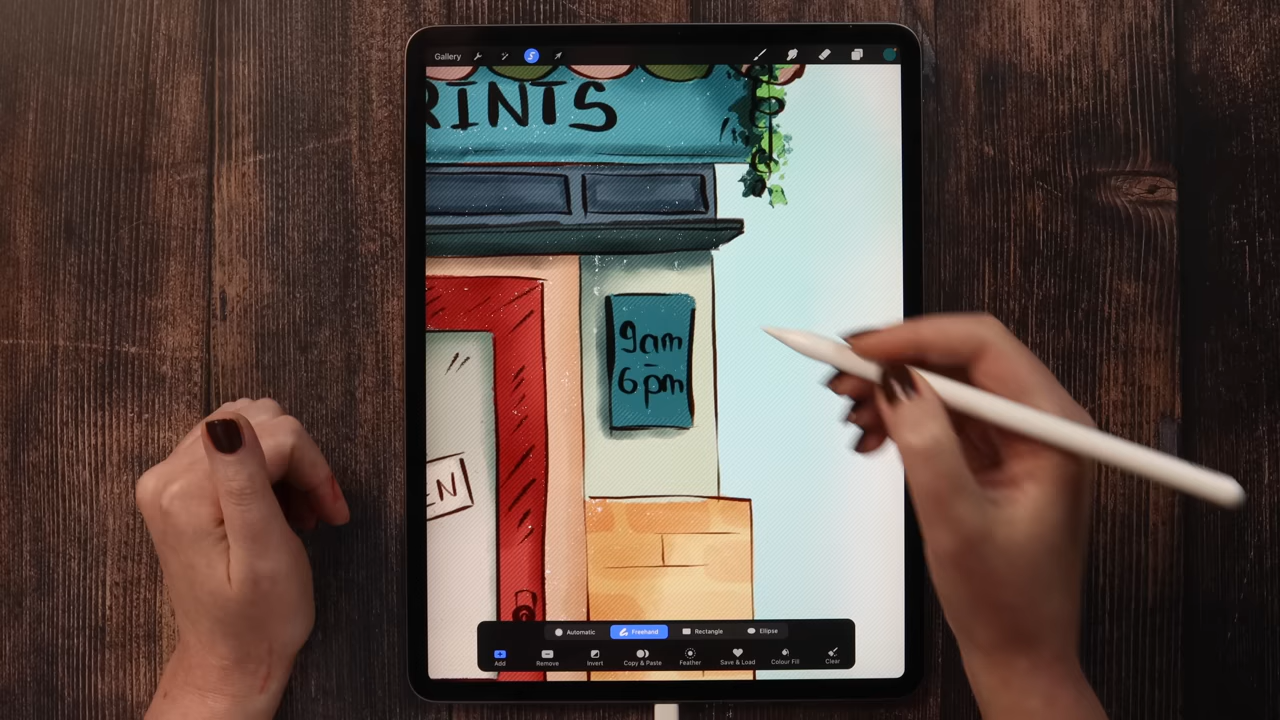 Gallery
RINTS
9am
-
6pm
EN
Automatic Freehand Rectangle Ellipse
Add Remove Invert Copy & Paste Feather Save & Load Colour Fill Clear